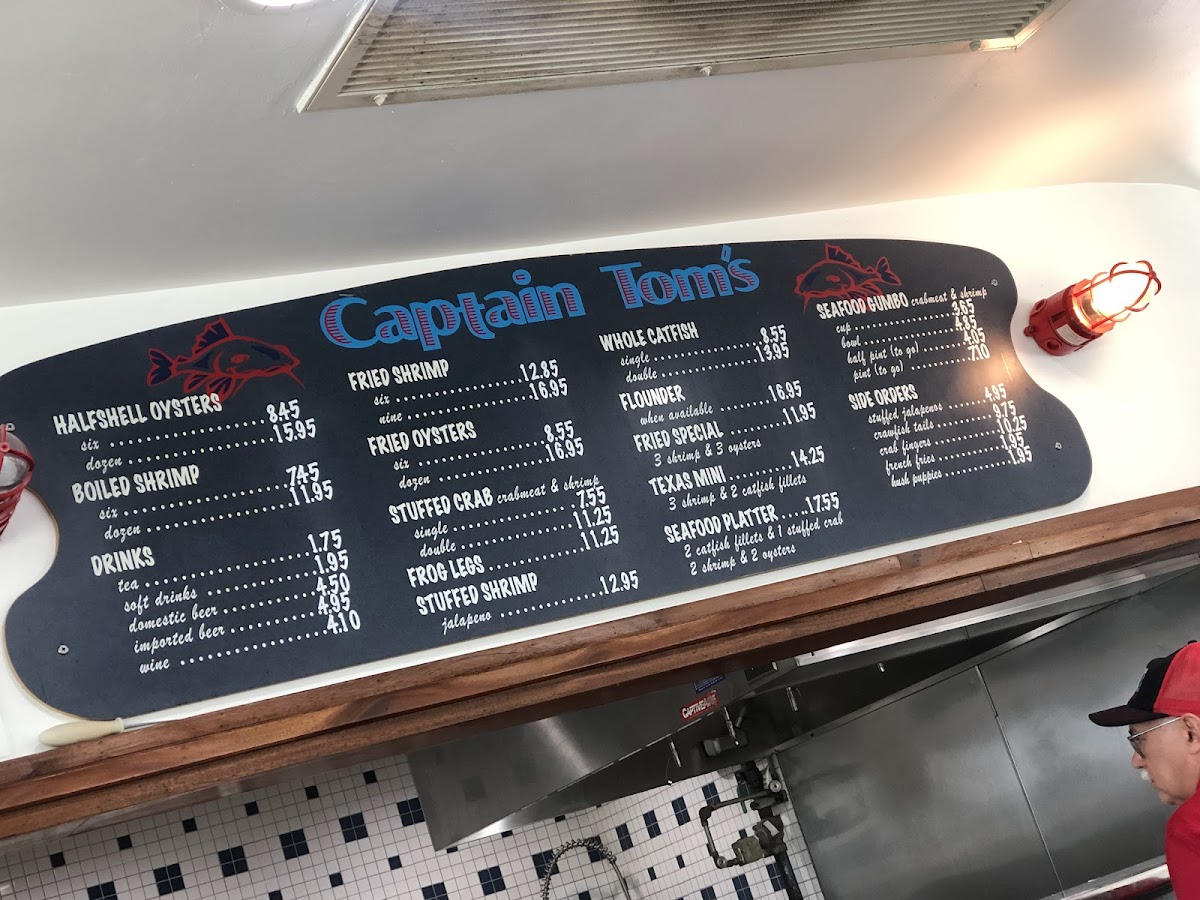 Captain Tom's
HALFSHELL OYSTERS
six .................... 8.45
dozen .................... 15.95
BOILED SHRIMP
six .................... 7.45
dozen .................... 11.95
DRINKS
tea .................... 1.75
soft drinks .................... 1.95
domestic beer .................... 4.50
imported beer .................... 4.95
wine .................... 4.10
FRIED SHRIMP
six .................... 12.85
nine .................... 16.95
FRIED OYSTERS
six .................... 8.55
dozen .................... 16.95
STUFFED CRAB crabmeat & shrimp
single .................... 7.55
double .................... 11.25
FROG LEGS .................... 11.25
STUFFED SHRIMP
jalapeno .................... 12.95
WHOLE CATFISH
single .................... 8.55
double .................... 13.95
FLOUNDER
when available .......... 16.95
FRIED SPECIAL .......... 11.95
3 shrimp & 3 oysters
TEXAS MINI .......... 14.25
3 shrimp & 2 catfish fillets
SEAFOOD PLATTER ..... 17.55
2 catfish fillets & 1 stuffed crab
2 shrimp & 2 oysters
SEAFOOD GUMBO crabmeat & shrimp
cup .................... 3.65
bowl .................... 4.85
half pint (to go) .......... 4.05
pint (to go) .......... 7.10
SIDE ORDERS
stuffed jalapenos .......... 4.95
crawfish tails .......... 9.75
crab fingers .......... 10.25
french fries .......... 1.95
hush puppies .......... 1.95
CAPTIVEAIRE